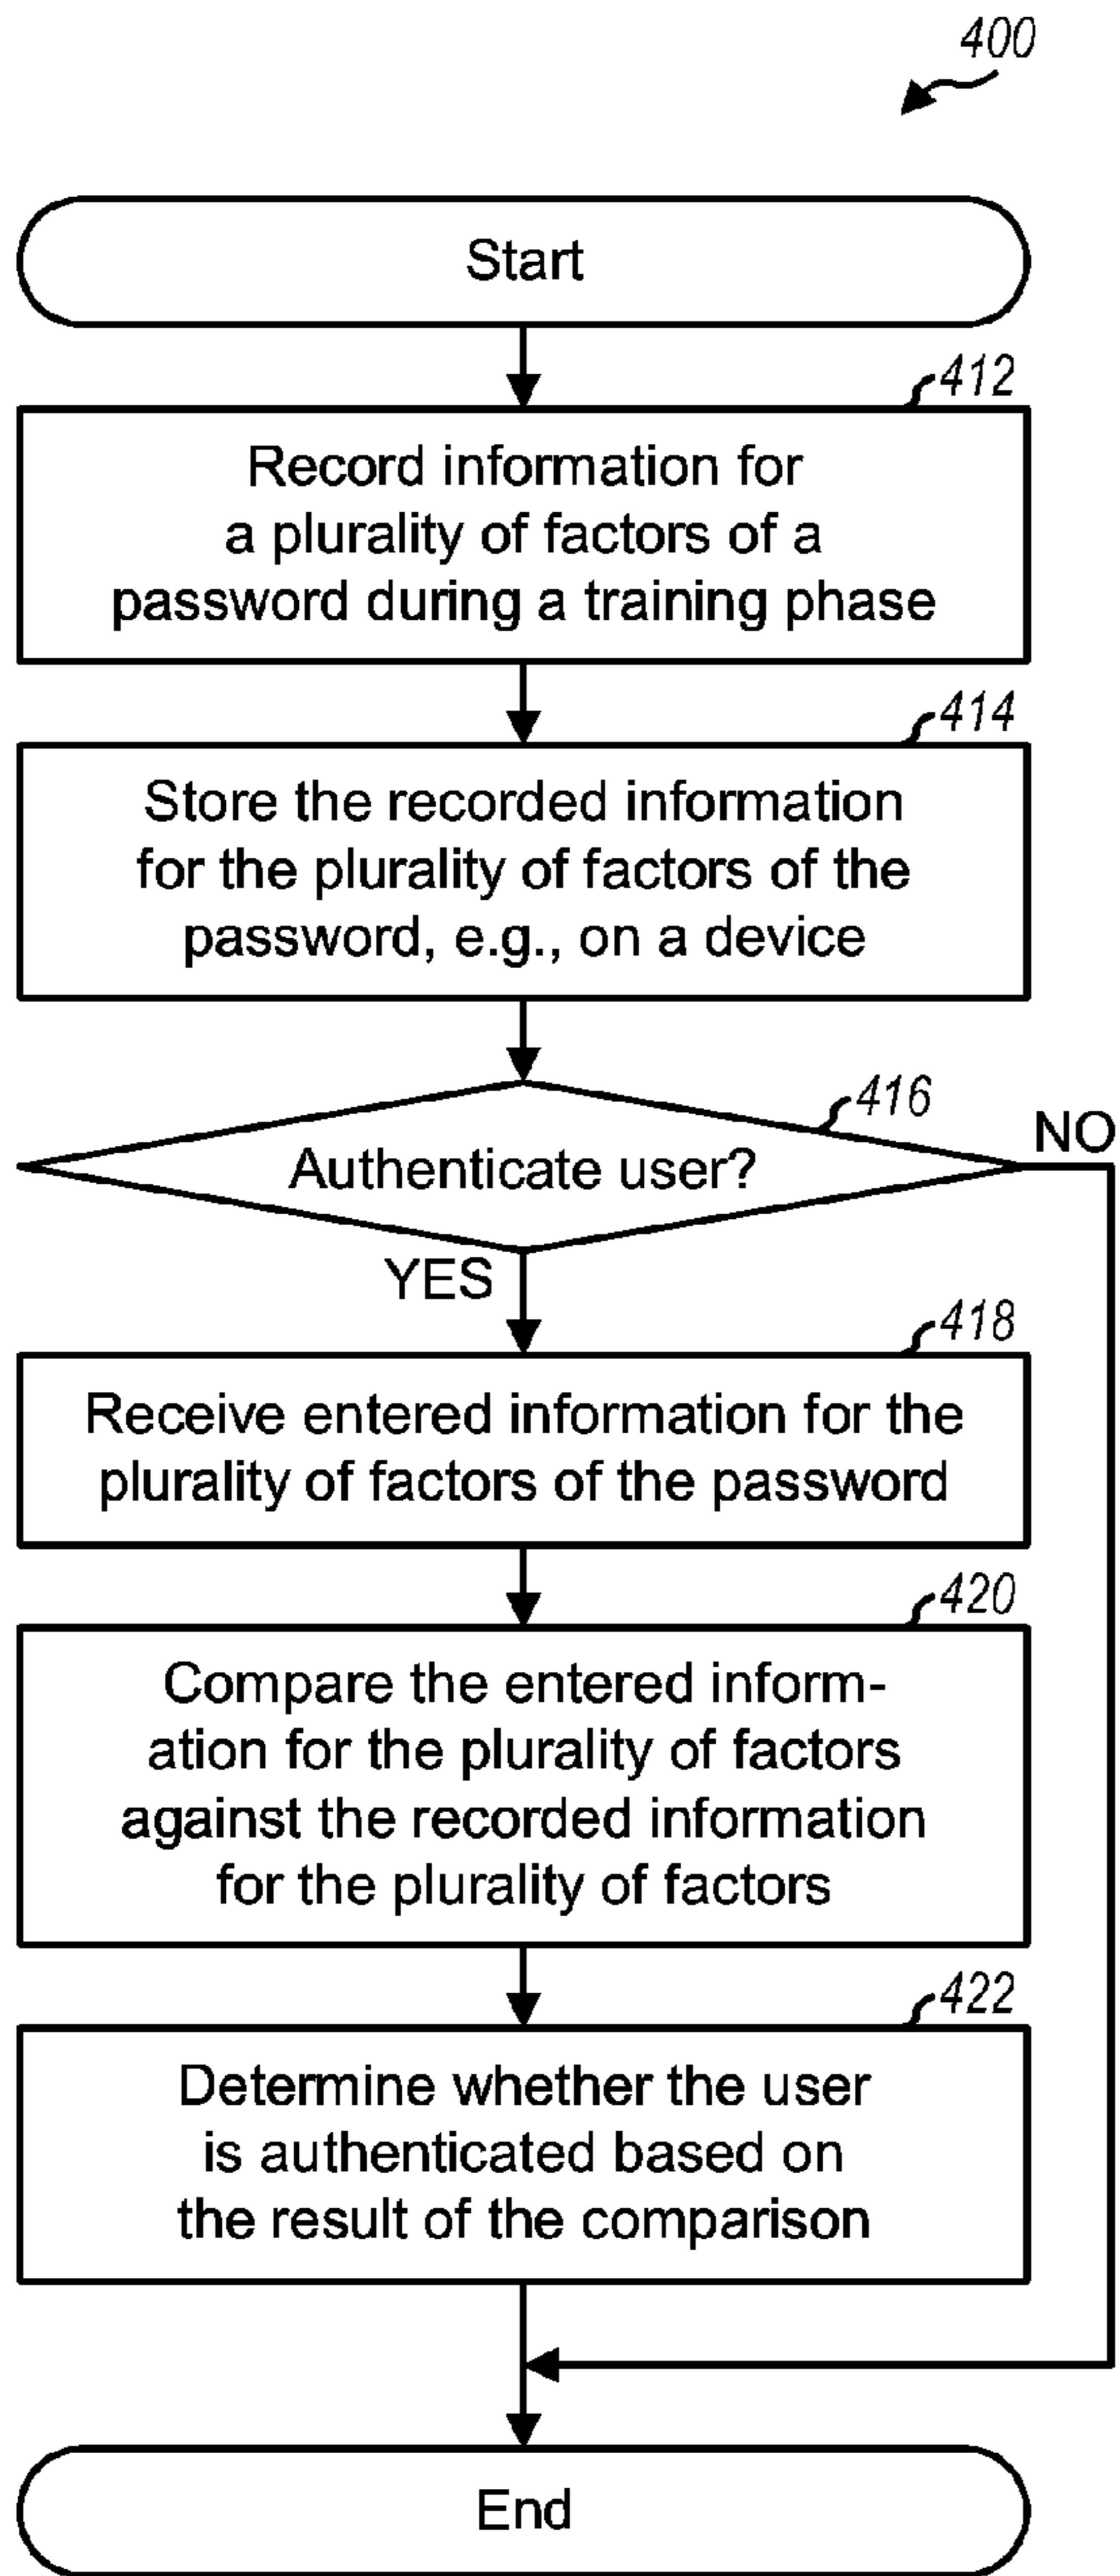 400
Start
412
Record information for
a plurality of factors of a
password during a training phase
414
Store the recorded information
for the plurality of factors of the
password, e.g., on a device
416
Authenticate user?
NO
YES
418
Receive entered information for the
plurality of factors of the password
420
Compare the entered inform-
ation for the plurality of factors
against the recorded information
for the plurality of factors
422
Determine whether the user
is authenticated based on
the result of the comparison
End